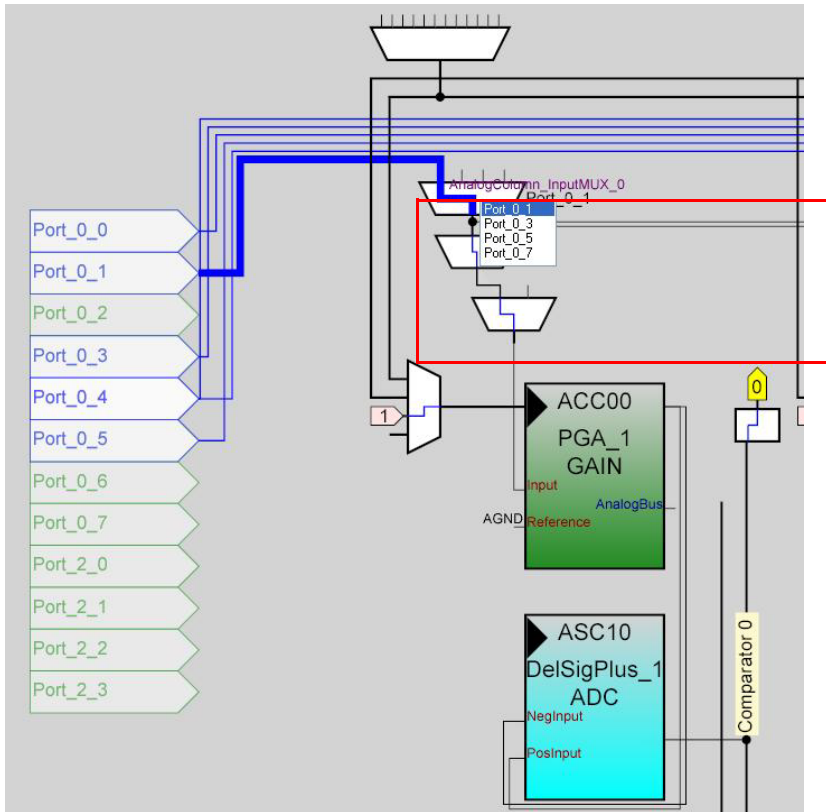 AnalogColumn_InputMUX_0
Port_0_1
Port_0_1
Port_0_3
Port_0_5
Port_0_7
Port_0_0
Port_0_1
Port_0_2
Port_0_3
Port_0_4
Port_0_5
Port_0_6
Port_0_7
Port_2_0
Port_2_1
Port_2_2
Port_2_3
1
0
ACC00
PGA_1
GAIN
Input
AnalogBus
AGND
Reference
ASC10
DelSigPlus_1
ADC
NegInput
PosInput
Comparator 0